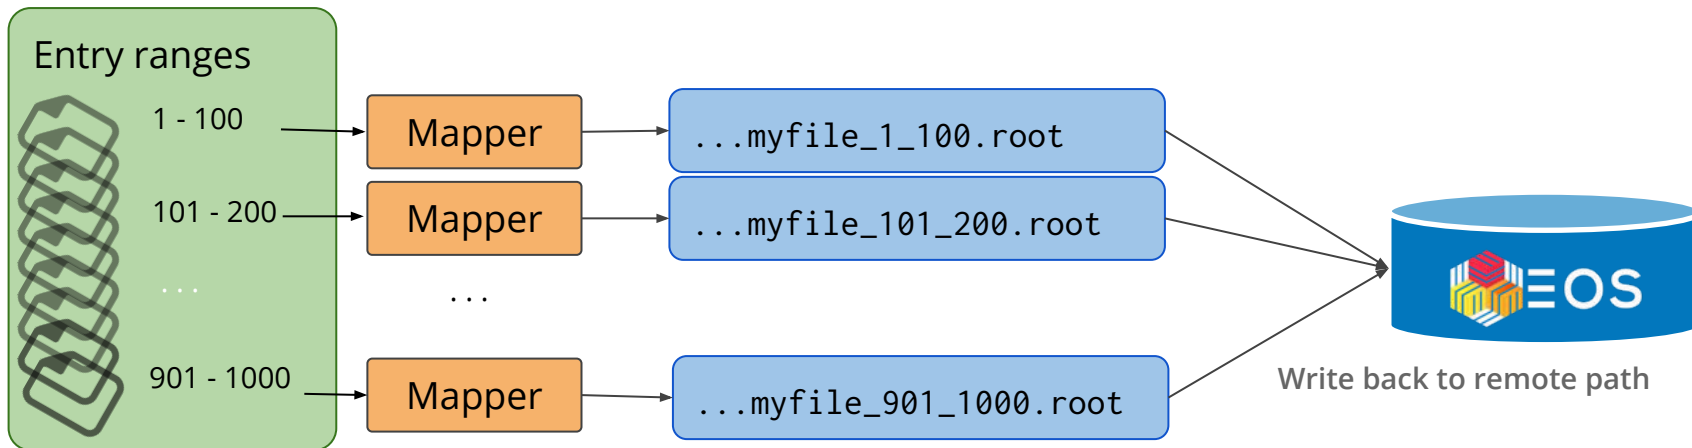 Entry ranges
1 - 100
Mapper
...myfile_1_100.root
101 - 200
Mapper
...myfile_101_200.root
...
...
EOS
901 - 1000
Mapper
...myfile_901_1000.root
Write back to remote path